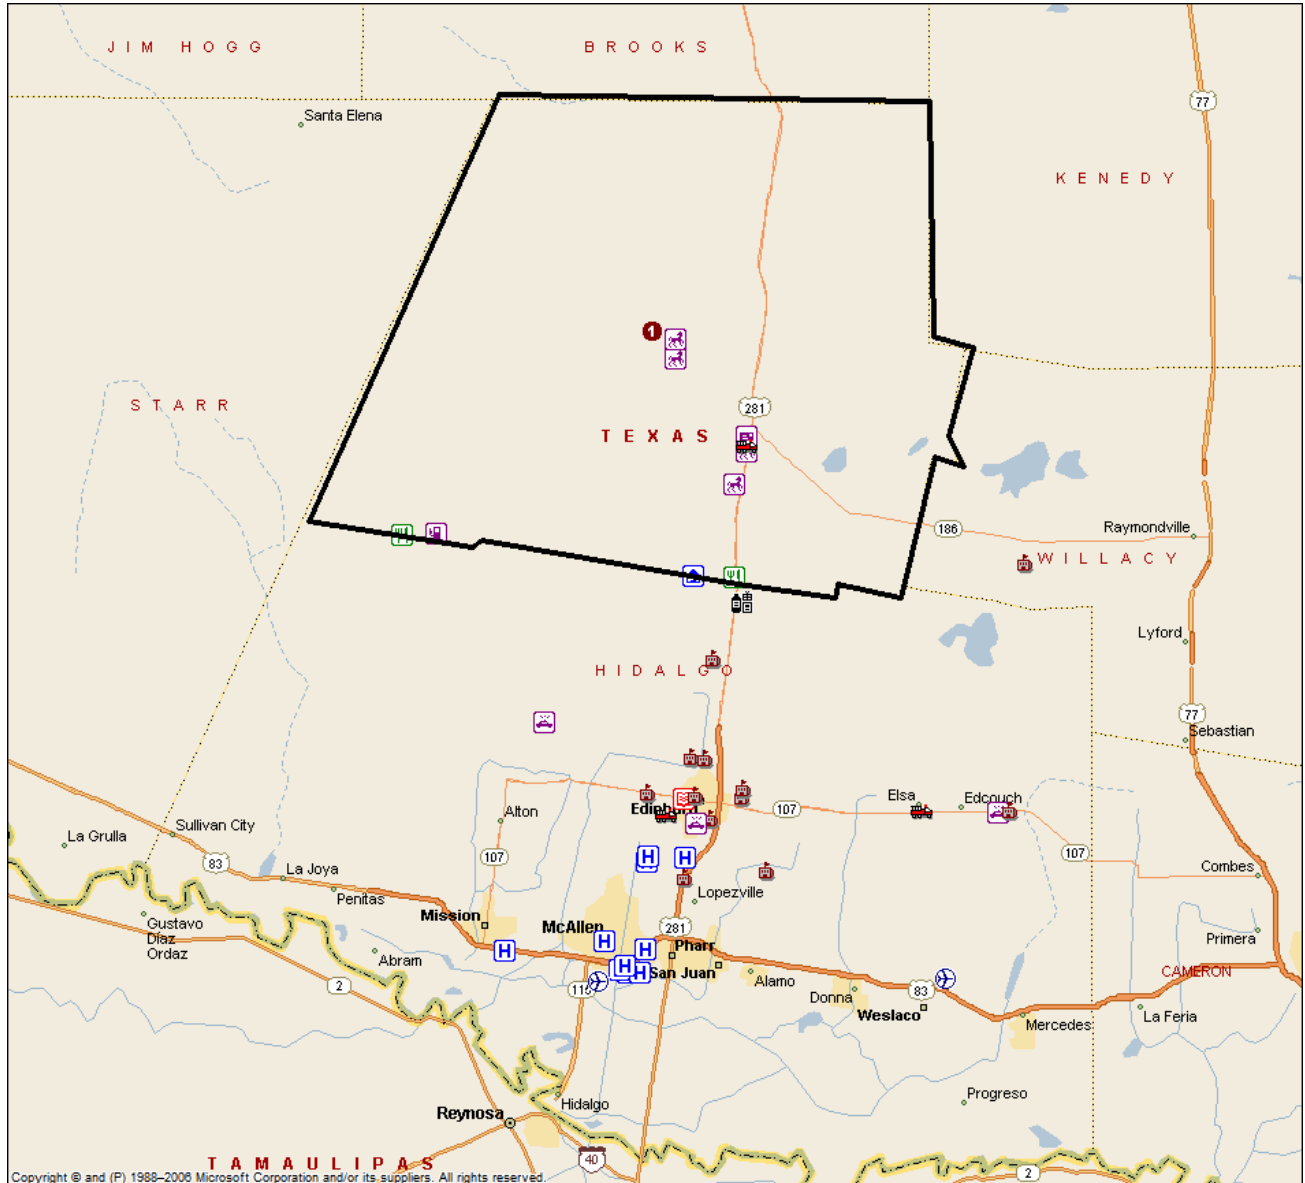 JIM HOGG
BROOKS
77
Santa Elena
KENEDY
1
STARR
281
TEXAS
186
Raymondville
WILLACY
Lyford
HIDALGO
77
Sebastian
Elsa
Edcouch
Edinburg
107
Alton
Sullivan City
La Grulla
83
107
107
Combes
La Joya
Penitas
Lopezville
Mission
McAllen
281
Gustavo
Díaz
Ordaz
Pharr
Primera
H
H
H
H
H
H
H
Abram
San Juan
Alamo
CAMERON
2
115
Donna
83
Weslaco
La Feria
Mercedes
Progreso
Hidalgo
Reynosa
TAMAULIPAS
40
2
Copyright © and (P) 1988–2006 Microsoft Corporation and/or its suppliers. All rights reserved.